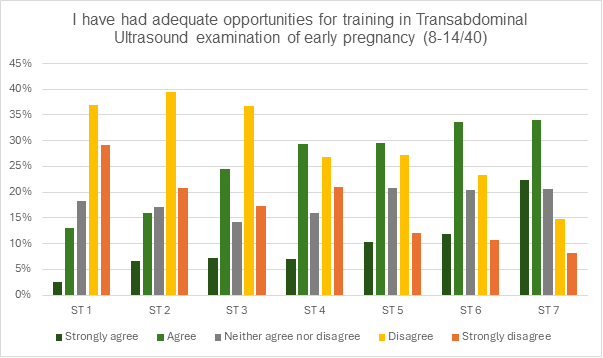 I have had adequate opportunities for training in Transabdominal
Ultrasound examination of early pregnancy (8-14/40)
45%
40%
35%
30%
25%
20%
15%
10%
5%
0%
ST 1 ST 2 ST 3 ST 4 ST 5 ST 6 ST 7
Strongly agree Agree Neither agree nor disagree Disagree Strongly disagree